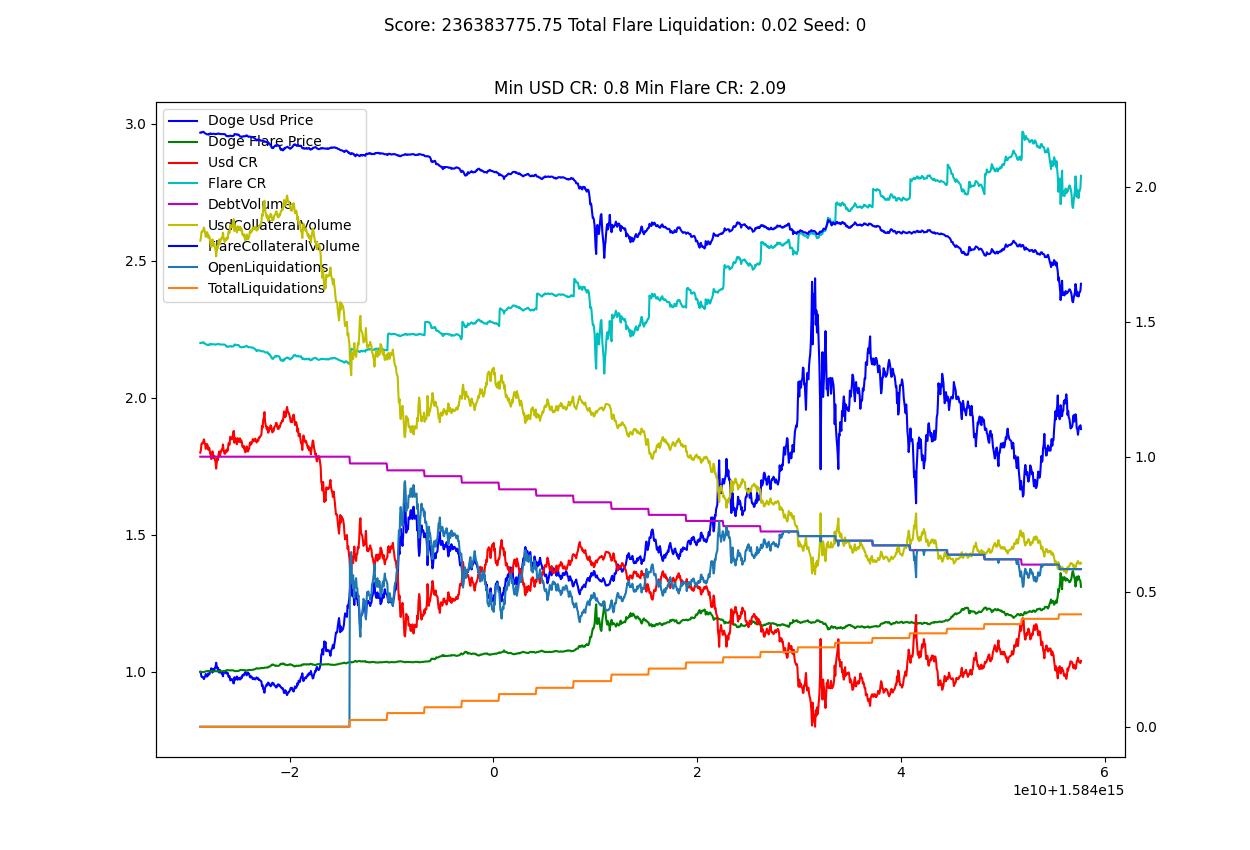 Score: 236383775.75 Total Flare Liquidation: 0.02 Seed: 0
Min USD CR: 0.8 Min Flare CR: 2.09
Doge Usd Price
Doge Flare Price
Usd CR
Flare CR
DebtVolume
UsdCollateralVolume
FlareCollateralVolume
OpenLiquidations
TotalLiquidations
3.0
2.5
2.0
1.5
1.0
2.0
1.5
1.0
0.5
0.0
−2
0
2
4
6
1e10+1.584e15